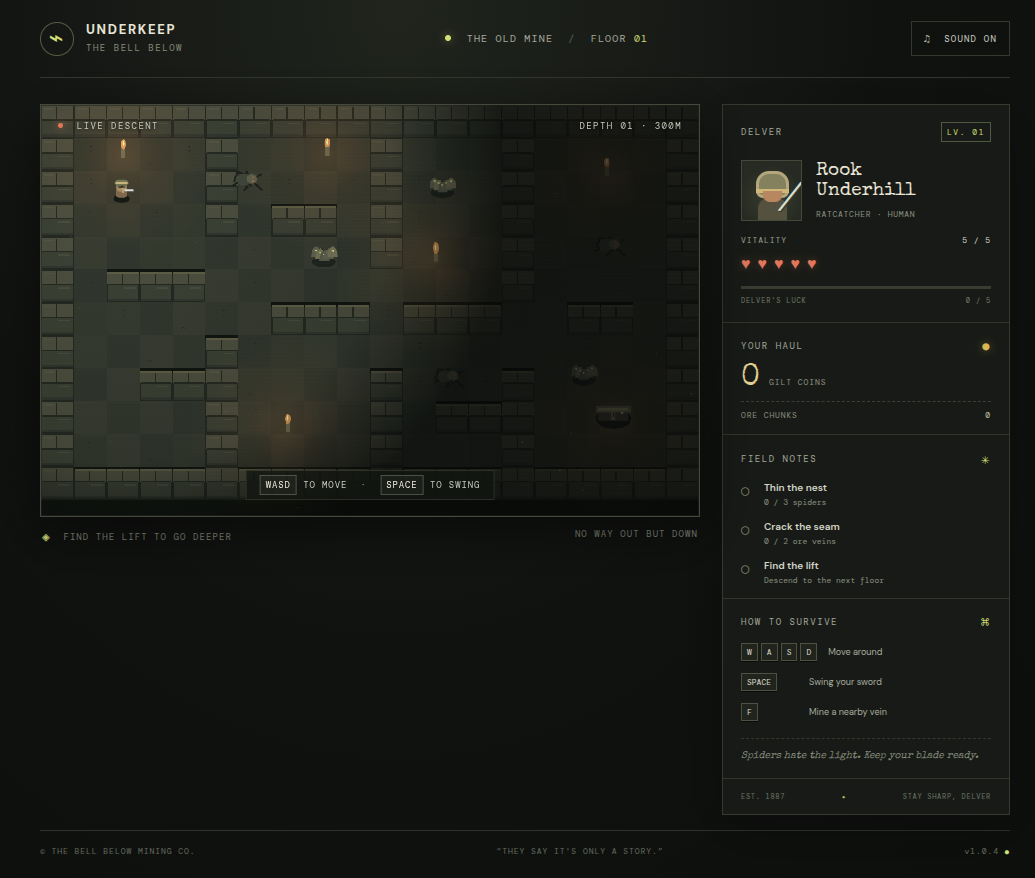 UNDERKEEP
THE BELL BELOW
THE OLD MINE / FLOOR 01
SOUND ON
LIVE DESCENT
DEPTH 01 · 300M
WASD TO MOVE · SPACE TO SWING
FIND THE LIFT TO GO DEEPER
NO WAY OUT BUT DOWN
DELVER
LV. 01
Rook
Underhill
RATCATCHER · HUMAN
VITALITY
5 / 5
DELVER'S LUCK
0 / 5
YOUR HAUL
0 GILT COINS
ORE CHUNKS
0
FIELD NOTES
Thin the nest
0 / 3 spiders
Crack the seam
0 / 2 ore veins
Find the lift
Descend to the next floor
HOW TO SURVIVE
W A S D Move around
SPACE Swing your sword
F Mine a nearby vein
Spiders hate the light. Keep your blade ready.
EST. 1887
STAY SHARP, DELVER
© THE BELL BELOW MINING CO.
"THEY SAY IT'S ONLY A STORY."
v1.0.4